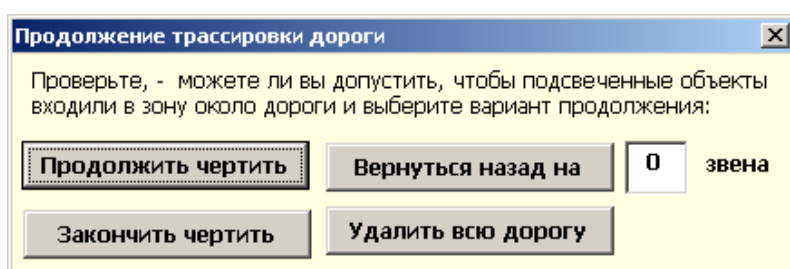 Продолжение трассировки дороги
Проверьте, - можете ли вы допустить, чтобы подсвеченные объекты
входили в зону около дороги и выберите вариант продолжения:
Продолжить чертить Вернуться назад на 0 звена
Закончить чертить Удалить всю дорогу